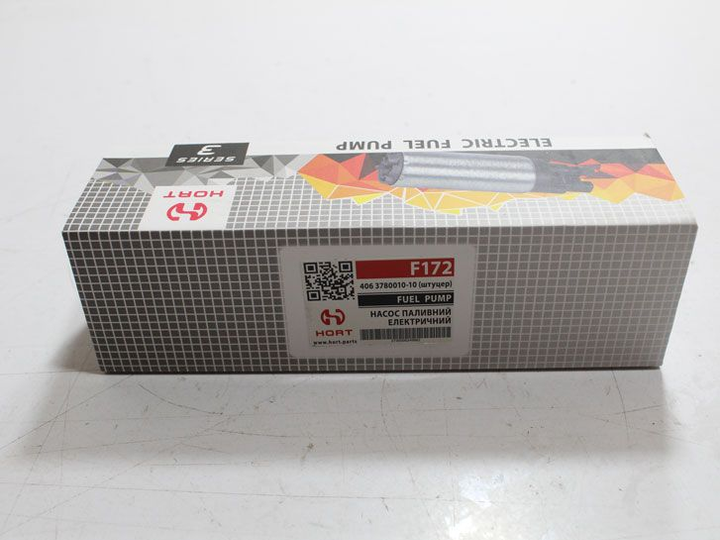 ELECTRIC FUEL PUMP
SERIES
3
HORT
F172
406 3780010-10 (штуцер)
FUEL PUMP
НАСОС ПАЛИВНИЙ
ЕЛЕКТРИЧНИЙ
HORT
www.hort.parts